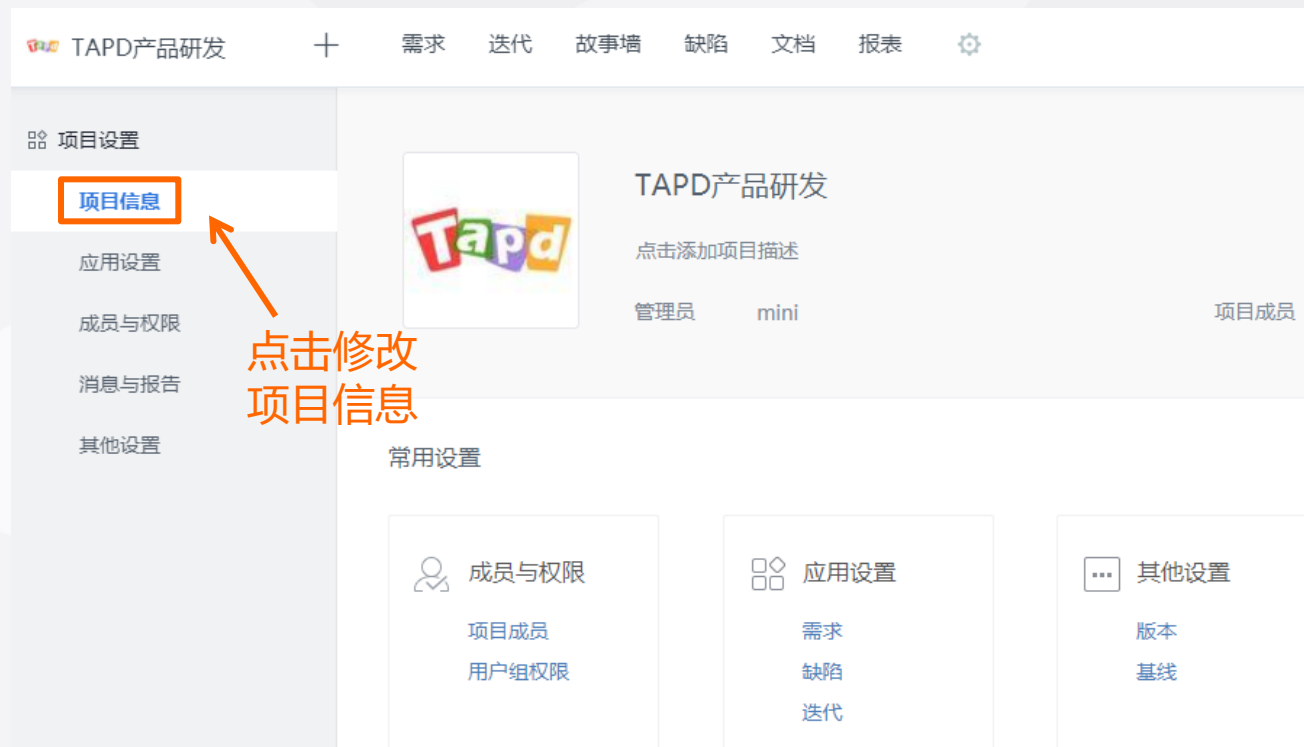 Tapd TAPD产品研发 需求 迭代 故事墙 缺陷 文档 报表
项目设置
项目信息
应用设置
成员与权限
消息与报告
其他设置
点击修改
项目信息
Tapd
TAPD产品研发
点击添加项目描述
管理员 mini 项目成员
常用设置
成员与权限
项目成员
用户组权限
应用设置
需求
缺陷
迭代
其他设置
版本
基线